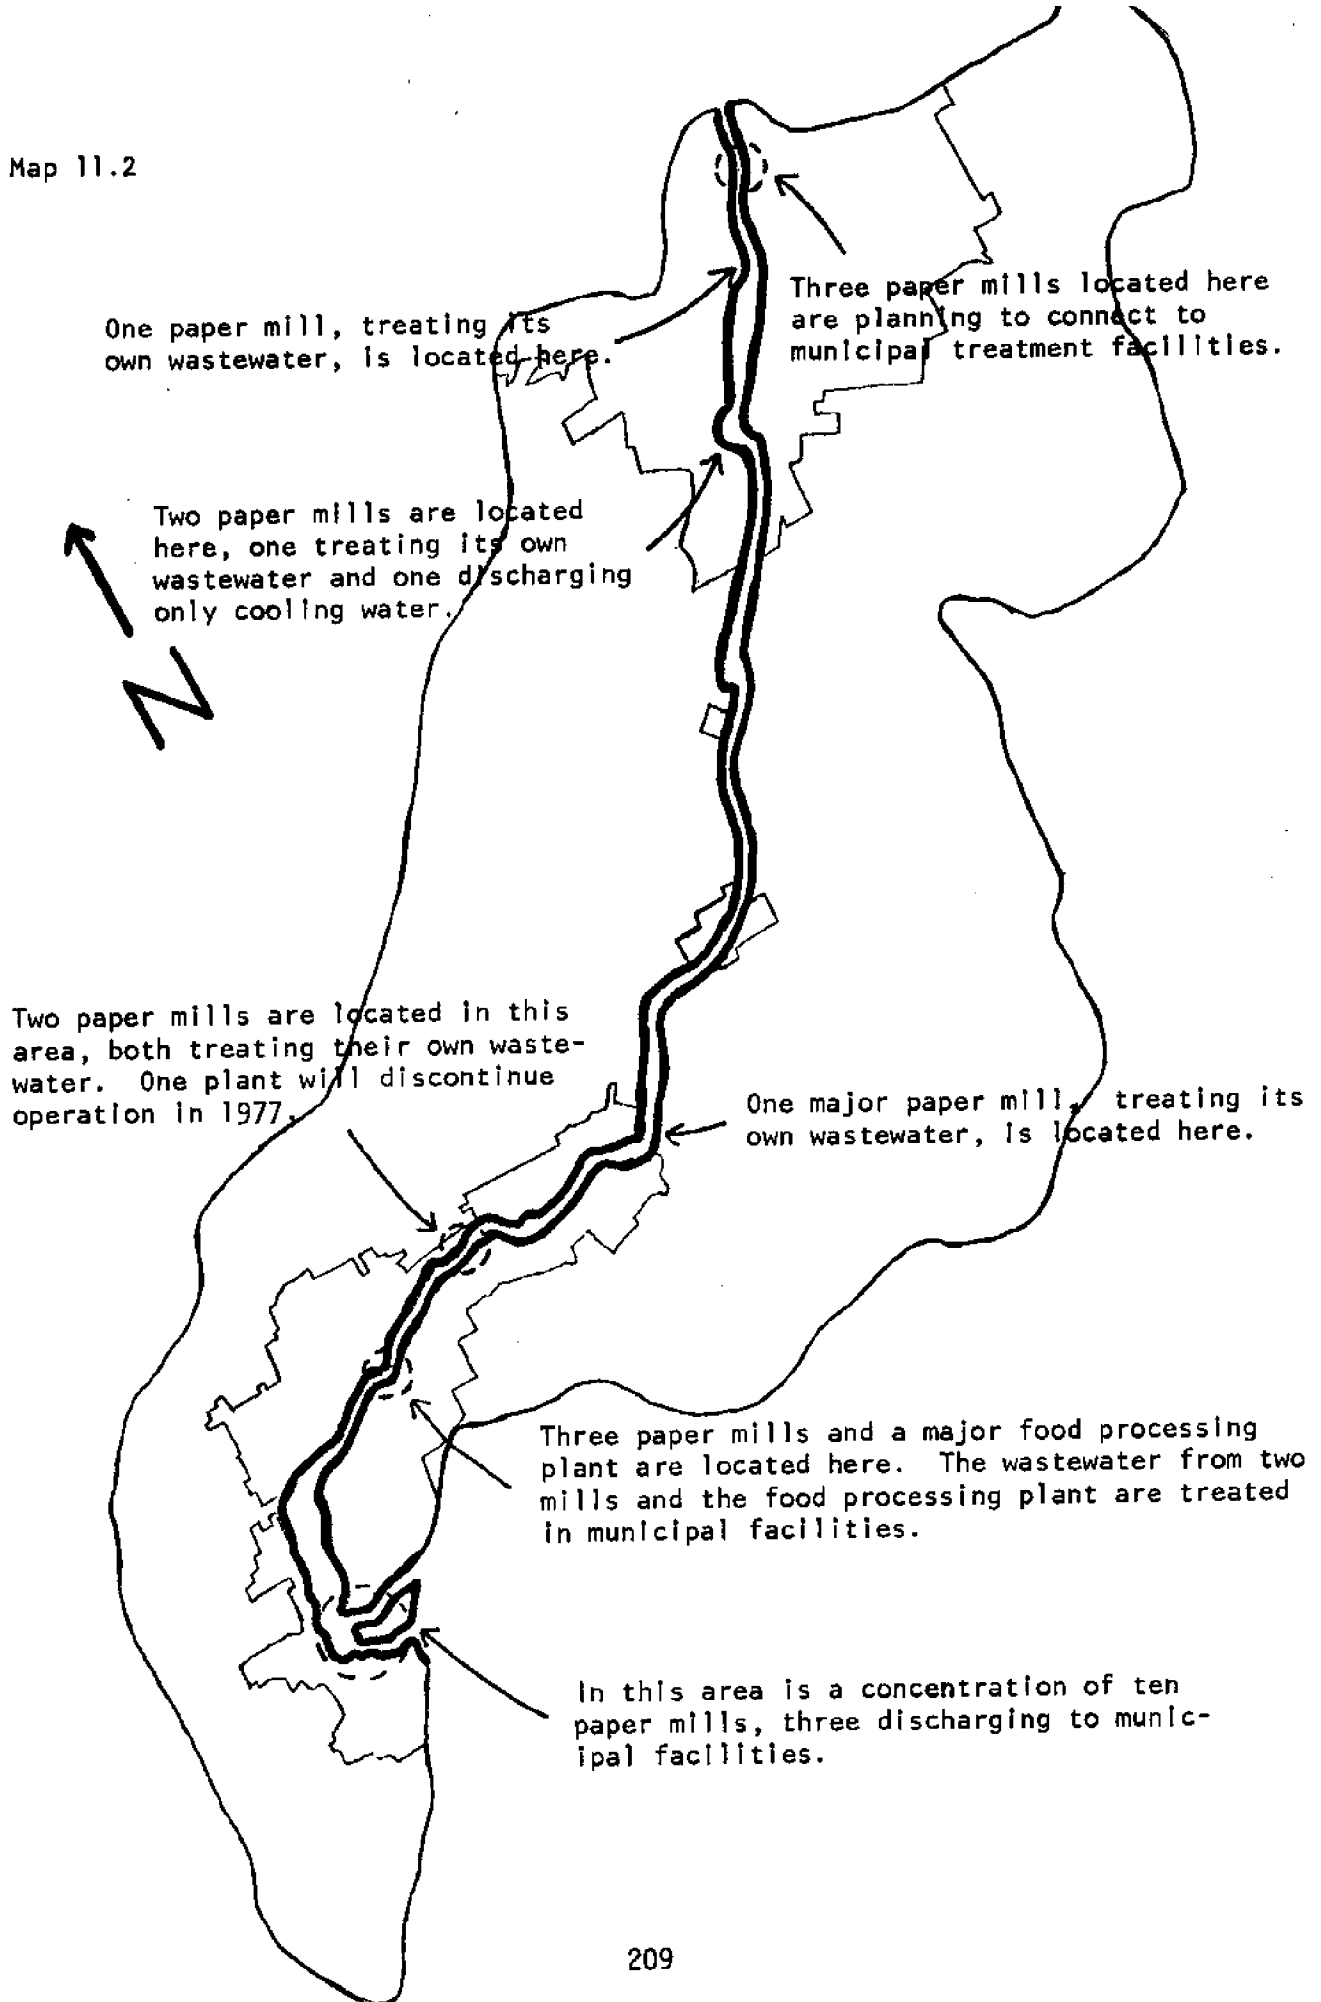 Map 11.2
Three paper mills located here
are planning to connect to
municipal treatment facilities.
One paper mill, treating its
own wastewater, is located here.
Two paper mills are located
here, one treating its own
wastewater and one discharging
only cooling water.
N
Two paper mills are located in this
area, both treating their own waste-
water. One plant will discontinue
operation in 1977.
One major paper mill, treating its
own wastewater, is located here.
Three paper mills and a major food processing
plant are located here. The wastewater from two
mills and the food processing plant are treated
in municipal facilities.
In this area is a concentration of ten
paper mills, three discharging to munic-
ipal facilities.
209